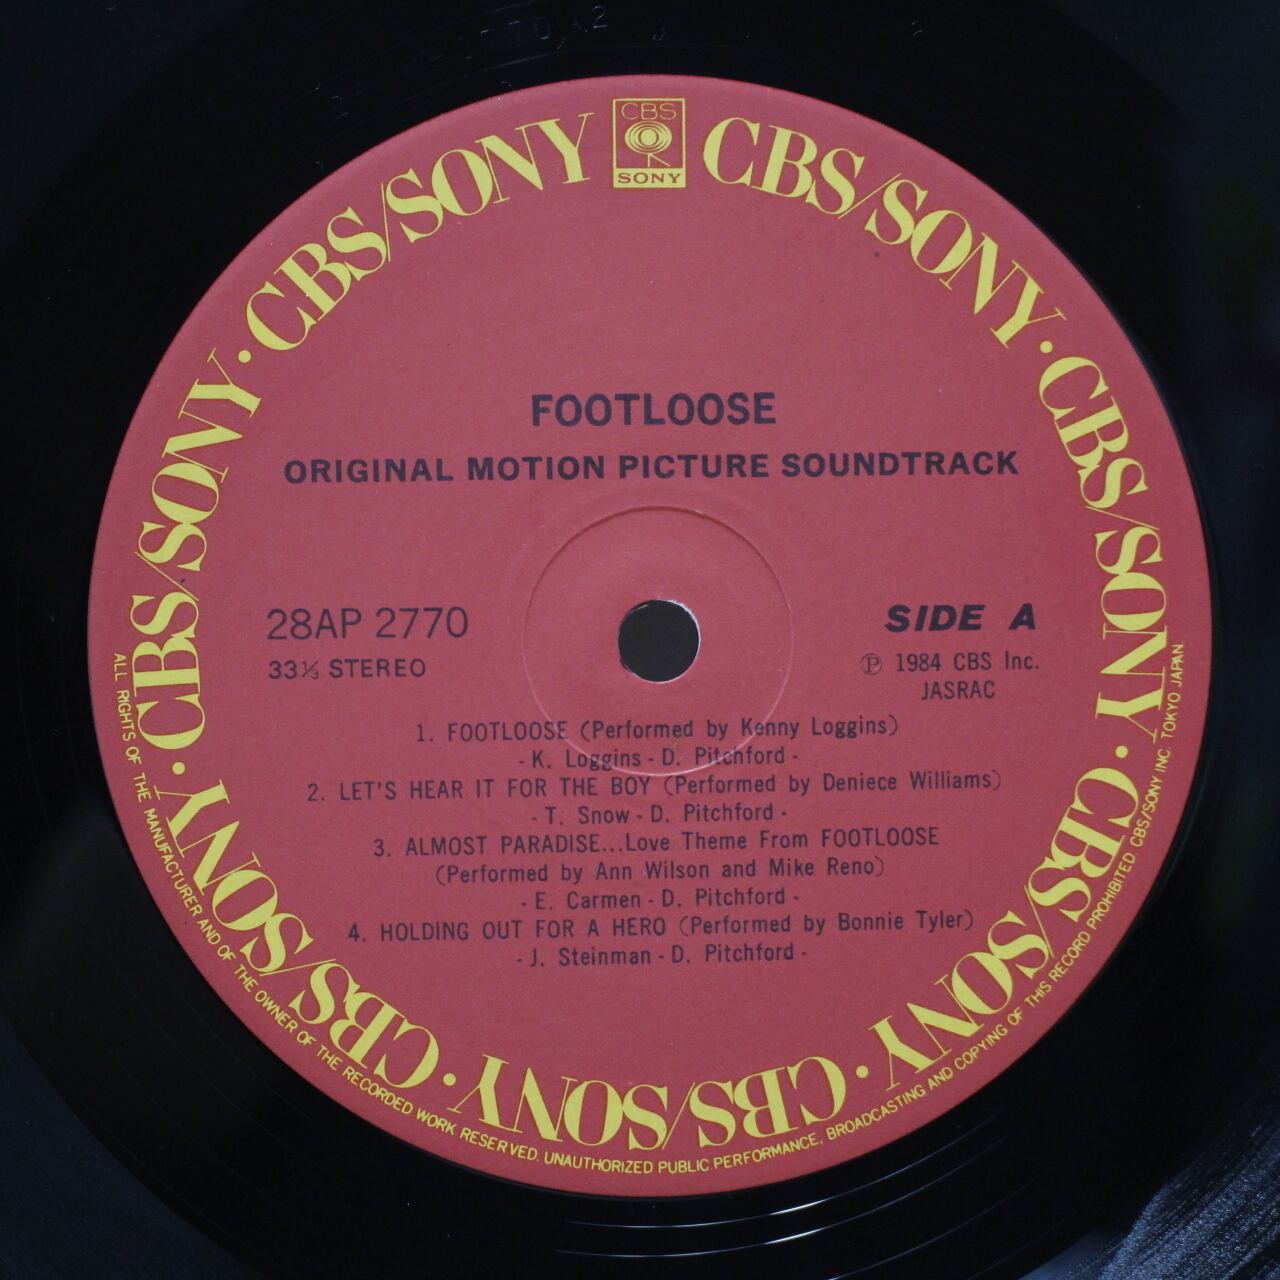 CBS
SONY
CBS/SONY · CBS/SONY · CBS/SONY · CBS/SONY · CBS/SONY · CBS/SONY · CBS/SONY · CBS/SONY
FOOTLOOSE
ORIGINAL MOTION PICTURE SOUNDTRACK
28AP 2770
33⅓ STEREO
SIDE A
Ⓟ 1984 CBS Inc.
JASRAC
1. FOOTLOOSE (Performed by Kenny Loggins)
- K. Loggins - D. Pitchford -
2. LET'S HEAR IT FOR THE BOY (Performed by Deniece Williams)
- T. Snow - D. Pitchford -
3. ALMOST PARADISE...Love Theme From FOOTLOOSE
(Performed by Ann Wilson and Mike Reno)
- E. Carmen - D. Pitchford -
4. HOLDING OUT FOR A HERO (Performed by Bonnie Tyler)
- J. Steinman - D. Pitchford -
ALL RIGHTS OF THE MANUFACTURER AND OF THE OWNER OF THE RECORDED WORK RESERVED. UNAUTHORIZED PUBLIC PERFORMANCE, BROADCASTING AND COPYING OF THIS RECORD PROHIBITED. CBS/SONY INC. TOKYO JAPAN